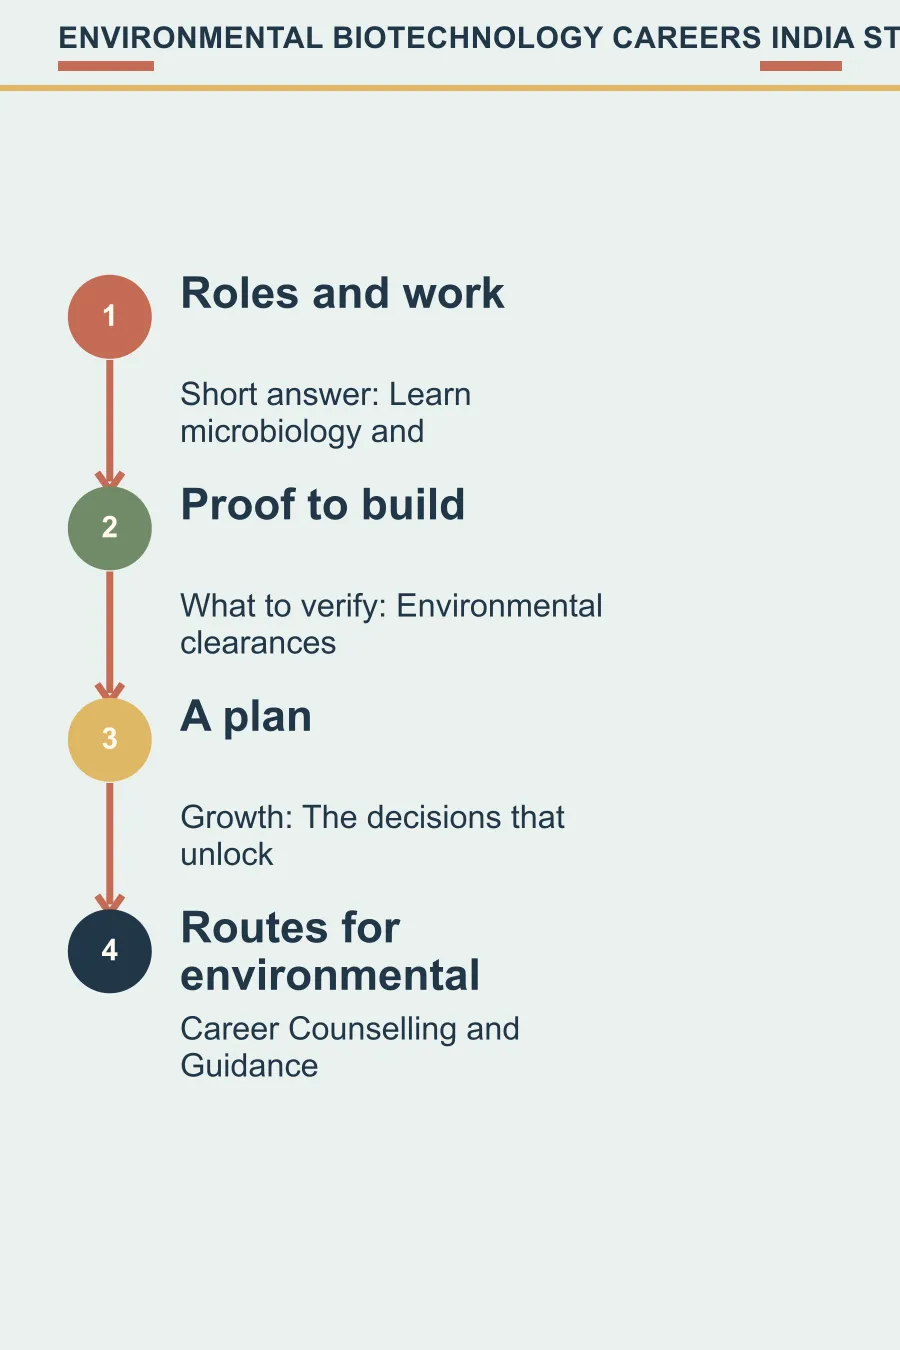 ENVIRONMENTAL BIOTECHNOLOGY CAREERS INDIA ST
1
Roles and work
Short answer: Learn
microbiology and
2
Proof to build
What to verify: Environmental
clearances
3
A plan
Growth: The decisions that
unlock
4
Routes for
environmental
Career Counselling and
Guidance